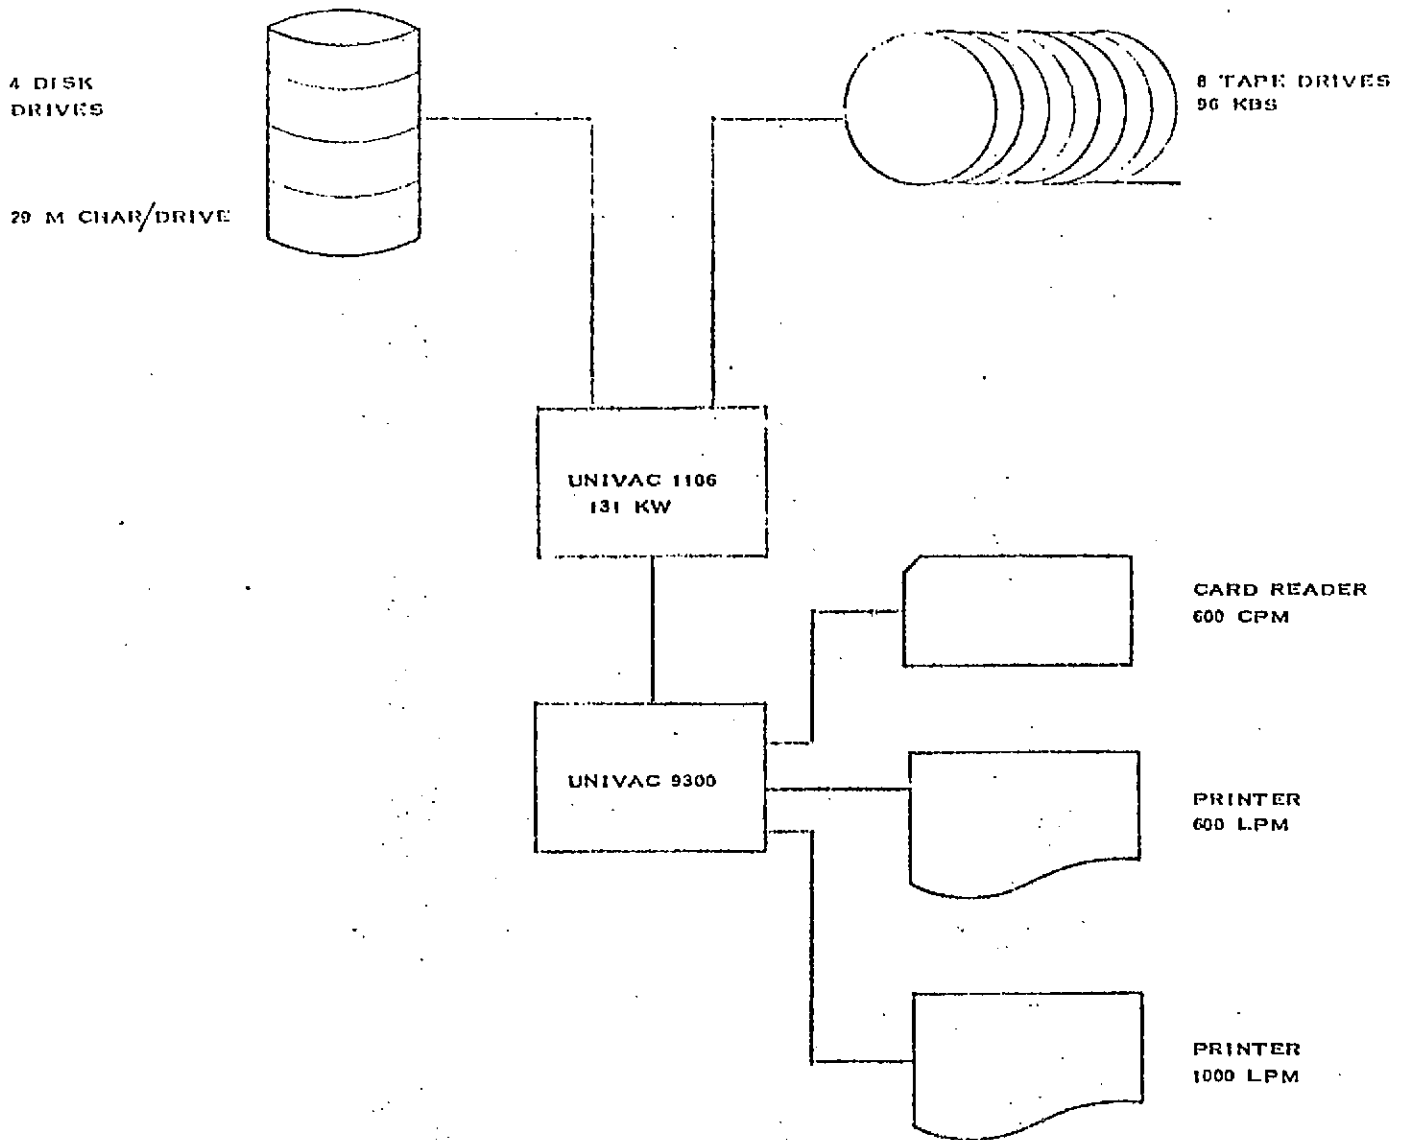 4 DISK
DRIVES
29 M CHAR/DRIVE
8 TAPE DRIVES
96 KBS
UNIVAC 1106
131 KW
CARD READER
600 CPM
UNIVAC 9300
PRINTER
600 LPM
PRINTER
1000 LPM